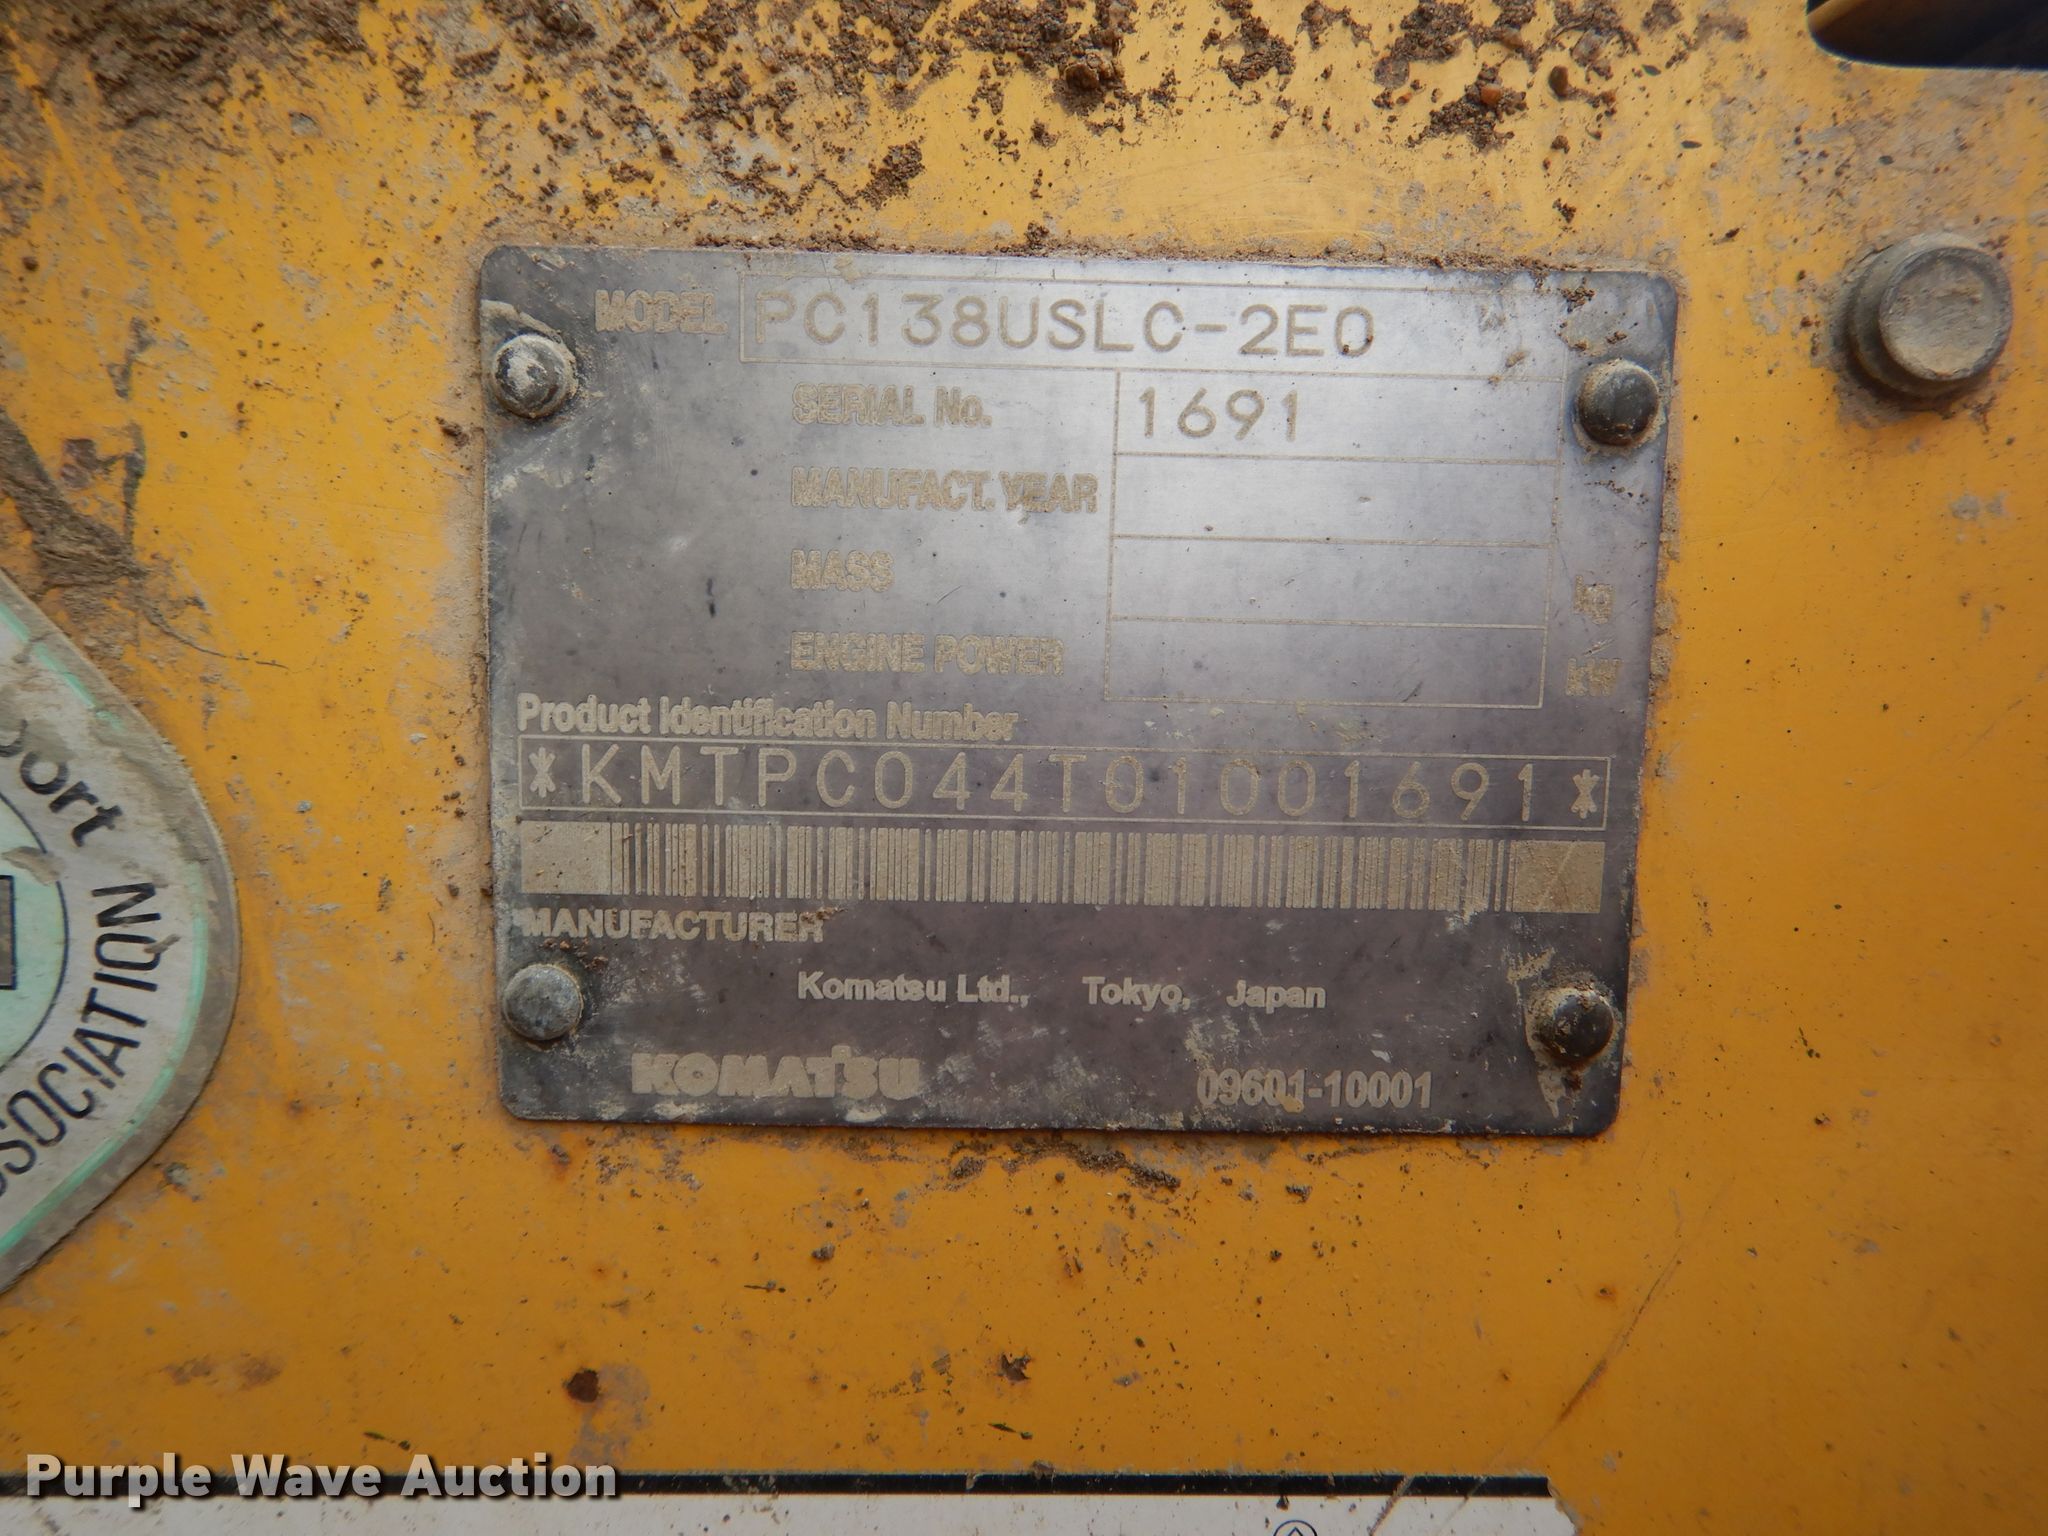 MODEL PC138USLC-2E0
SERIAL No. 1691
MANUFACT. YEAR
MASS kg
ENGINE POWER kW
Product Identification Number
*KMTPC044T01001691*
MANUFACTURER
Komatsu Ltd., Tokyo, Japan
KOMATSU 09601-10001
ort
SSOCIATION
Purple Wave Auction